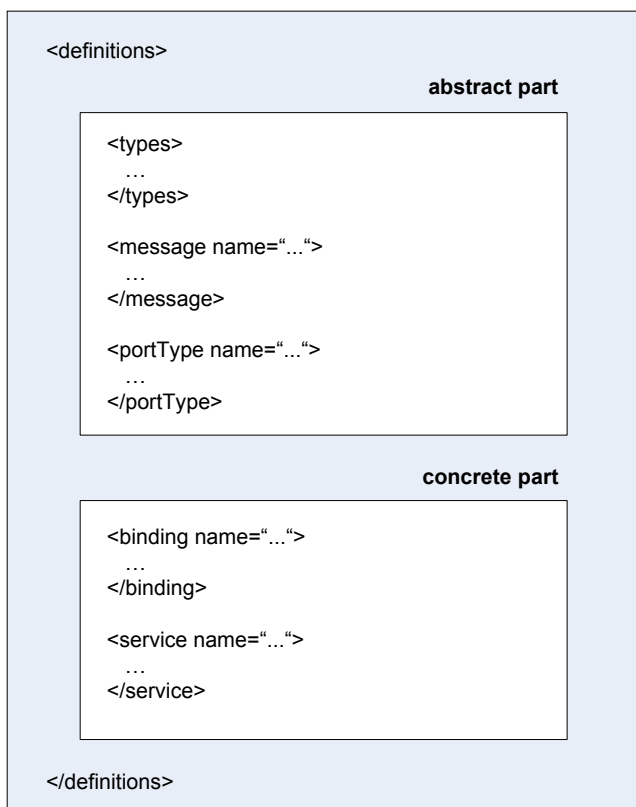 <definitions>
abstract part
<types>
…
</types>
<message name=“...“>
…
</message>
<portType name=“...“>
…
</portType>
concrete part
<binding name=“...“>
…
</binding>
<service name=“...“>
…
</service>
</definitions>